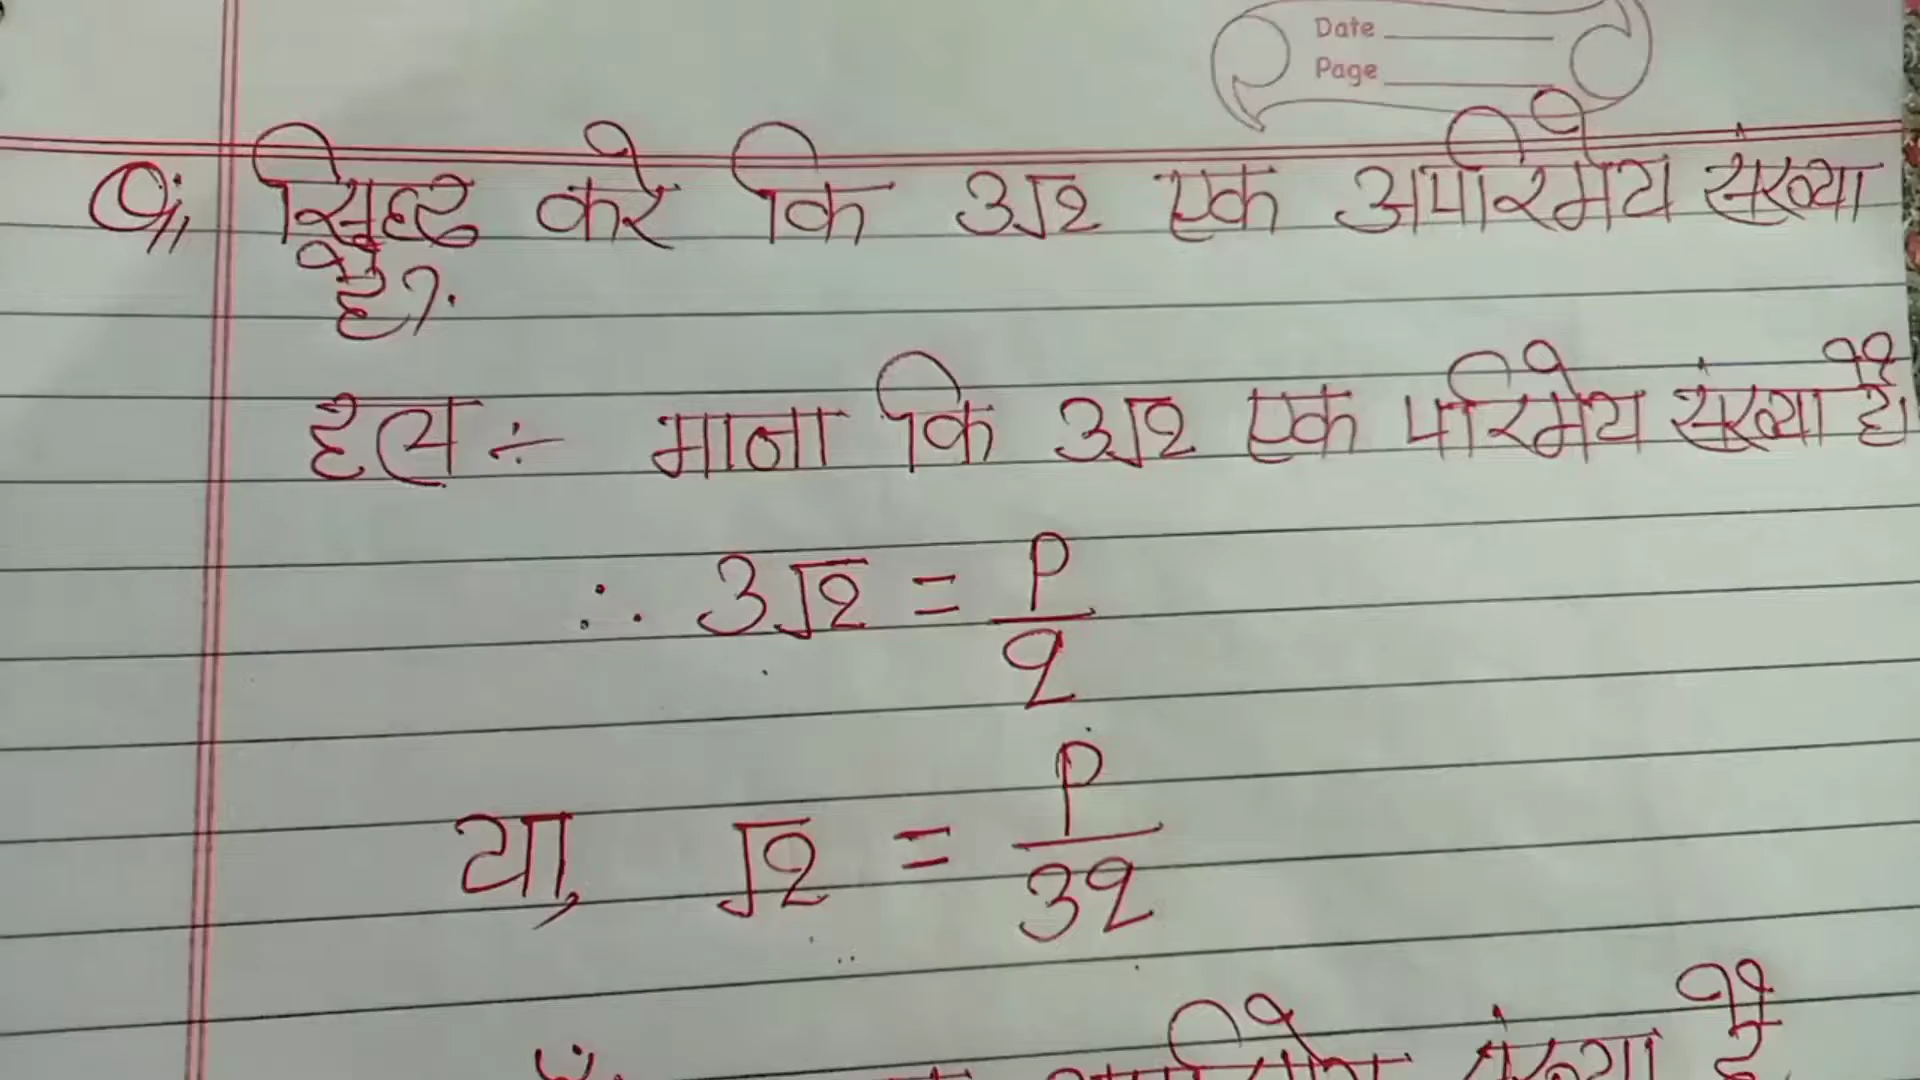 Date
Page
Q,, सिद्ध करे कि 3√2 एक अपरिमेय संख्या
है?.
हल ÷ माना कि 3√2 एक परिमेय संख्या है।
∴ 3√2 = p/q
या, √2 = p/3q
संख्या है